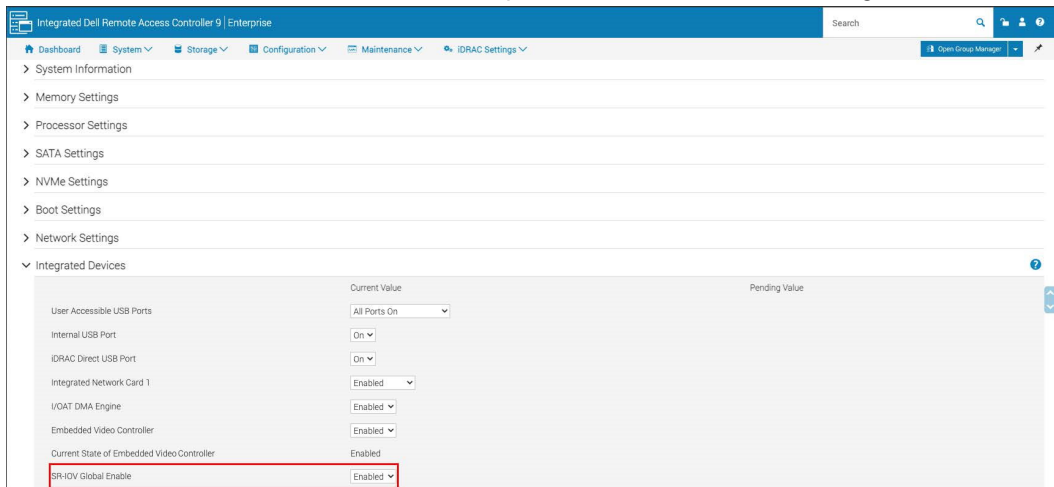 Integrated Dell Remote Access Controller 9 | Enterprise Search
Dashboard System Storage Configuration Maintenance iDRAC Settings Open Group Manager
System Information
Memory Settings
Processor Settings
SATA Settings
NVMe Settings
Boot Settings
Network Settings
Integrated Devices
Current Value Pending Value
User Accessible USB Ports All Ports On
Internal USB Port On
iDRAC Direct USB Port On
Integrated Network Card 1 Enabled
I/OAT DMA Engine Enabled
Embedded Video Controller Enabled
Current State of Embedded Video Controller Enabled
SR-IOV Global Enable Enabled